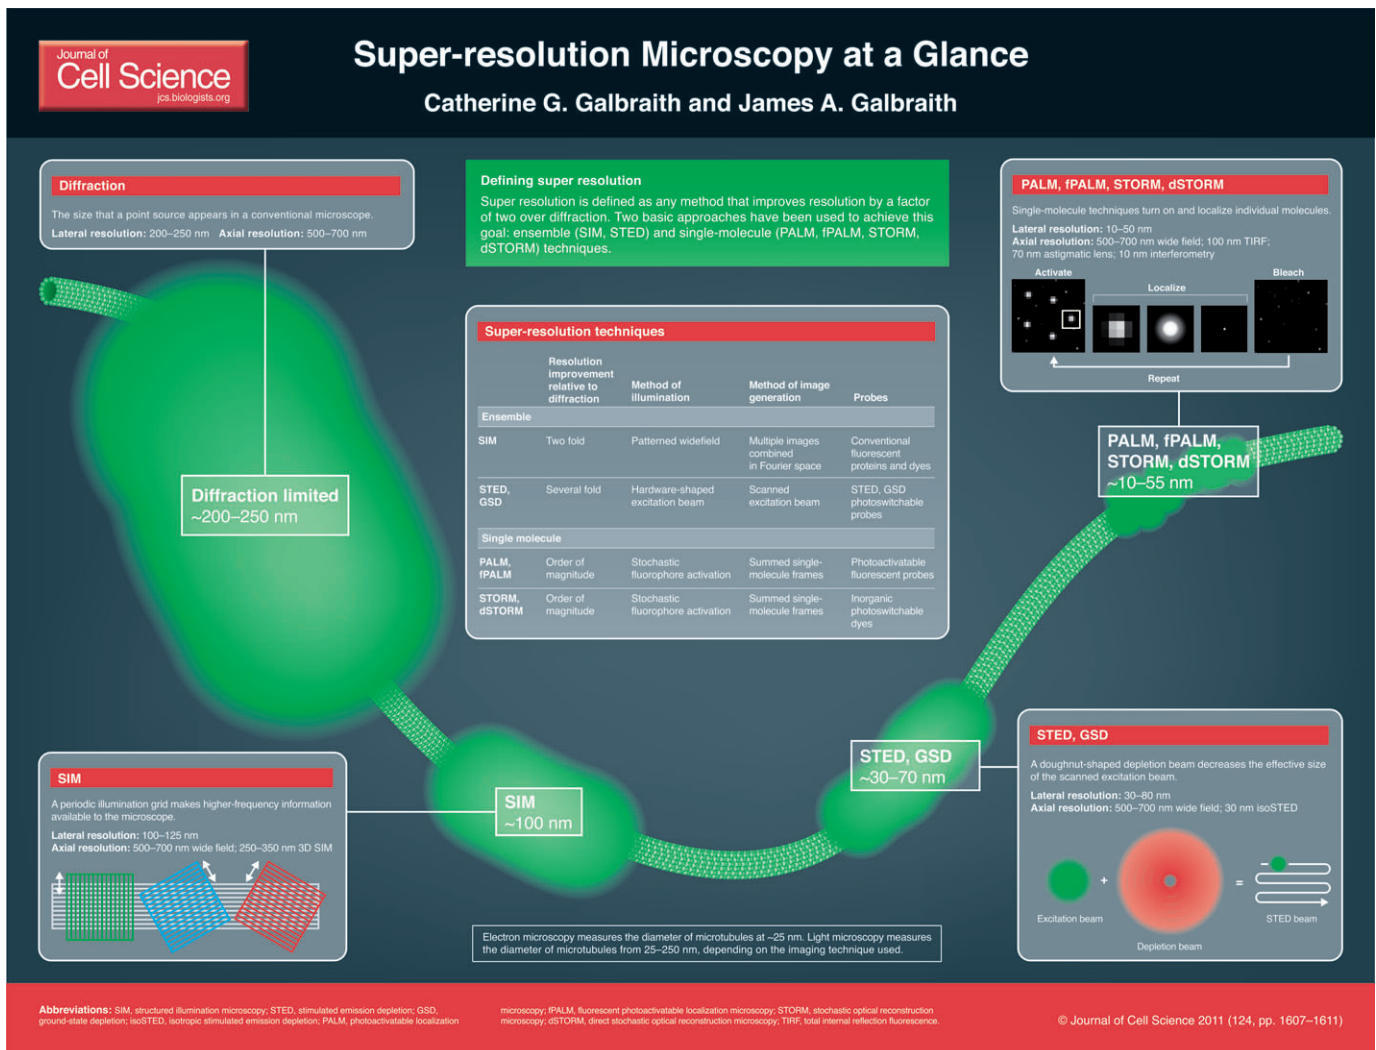 Journal of
Cell Science
jcs.biologists.org
Super-resolution Microscopy at a Glance
Catherine G. Galbraith and James A. Galbraith
Diffraction
The size that a point source appears in a conventional microscope.
Lateral resolution: 200–250 nm Axial resolution: 500–700 nm
Defining super resolution
Super resolution is defined as any method that improves resolution by a factor
of two over diffraction. Two basic approaches have been used to achieve this
goal: ensemble (SIM, STED) and single-molecule (PALM, fPALM, STORM,
dSTORM) techniques.
PALM, fPALM, STORM, dSTORM
Single-molecule techniques turn on and localize individual molecules.
Lateral resolution: 10–50 nm
Axial resolution: 500–700 nm wide field; 100 nm TIRF;
70 nm astigmatic lens; 10 nm interferometry
Activate
Localize
Bleach
Repeat
Diffraction limited
~200–250 nm
Super-resolution techniques
Resolution
improvement
relative to
diffraction
Method of
illumination
Method of image
generation
Probes
Ensemble
SIM
Two fold
Patterned widefield
Multiple images
combined
in Fourier space
Conventional
fluorescent
proteins and dyes
STED,
GSD
Several fold
Hardware-shaped
excitation beam
Scanned
excitation beam
STED, GSD
photoswitchable
probes
Single molecule
PALM,
fPALM
Order of
magnitude
Stochastic
fluorophore activation
Summed single-
molecule frames
Photoactivatable
fluorescent probes
STORM,
dSTORM
Order of
magnitude
Stochastic
fluorophore activation
Summed single-
molecule frames
Inorganic
photoswitchable
dyes
PALM, fPALM,
STORM, dSTORM
~10–55 nm
SIM
A periodic illumination grid makes higher-frequency information
available to the microscope.
Lateral resolution: 100–125 nm
Axial resolution: 500–700 nm wide field; 250–350 nm 3D SIM
SIM
~100 nm
STED, GSD
~30–70 nm
STED, GSD
A doughnut-shaped depletion beam decreases the effective size
of the scanned excitation beam.
Lateral resolution: 30–80 nm
Axial resolution: 500–700 nm wide field; 30 nm isoSTED
+
=
Excitation beam
Depletion beam
STED beam
Electron microscopy measures the diameter of microtubules at ~25 nm. Light microscopy measures
the diameter of microtubules from 25–250 nm, depending on the imaging technique used.
Abbreviations: SIM, structured illumination microscopy; STED, stimulated emission depletion; GSD,
ground-state depletion; isoSTED, isotropic stimulated emission depletion; PALM, photoactivatable localization
microscopy; fPALM, fluorescent photoactivatable localization microscopy; STORM, stochastic optical reconstruction
microscopy; dSTORM, direct stochastic optical reconstruction microscopy; TIRF, total internal reflection fluorescence.
© Journal of Cell Science 2011 (124, pp. 1607–1611)